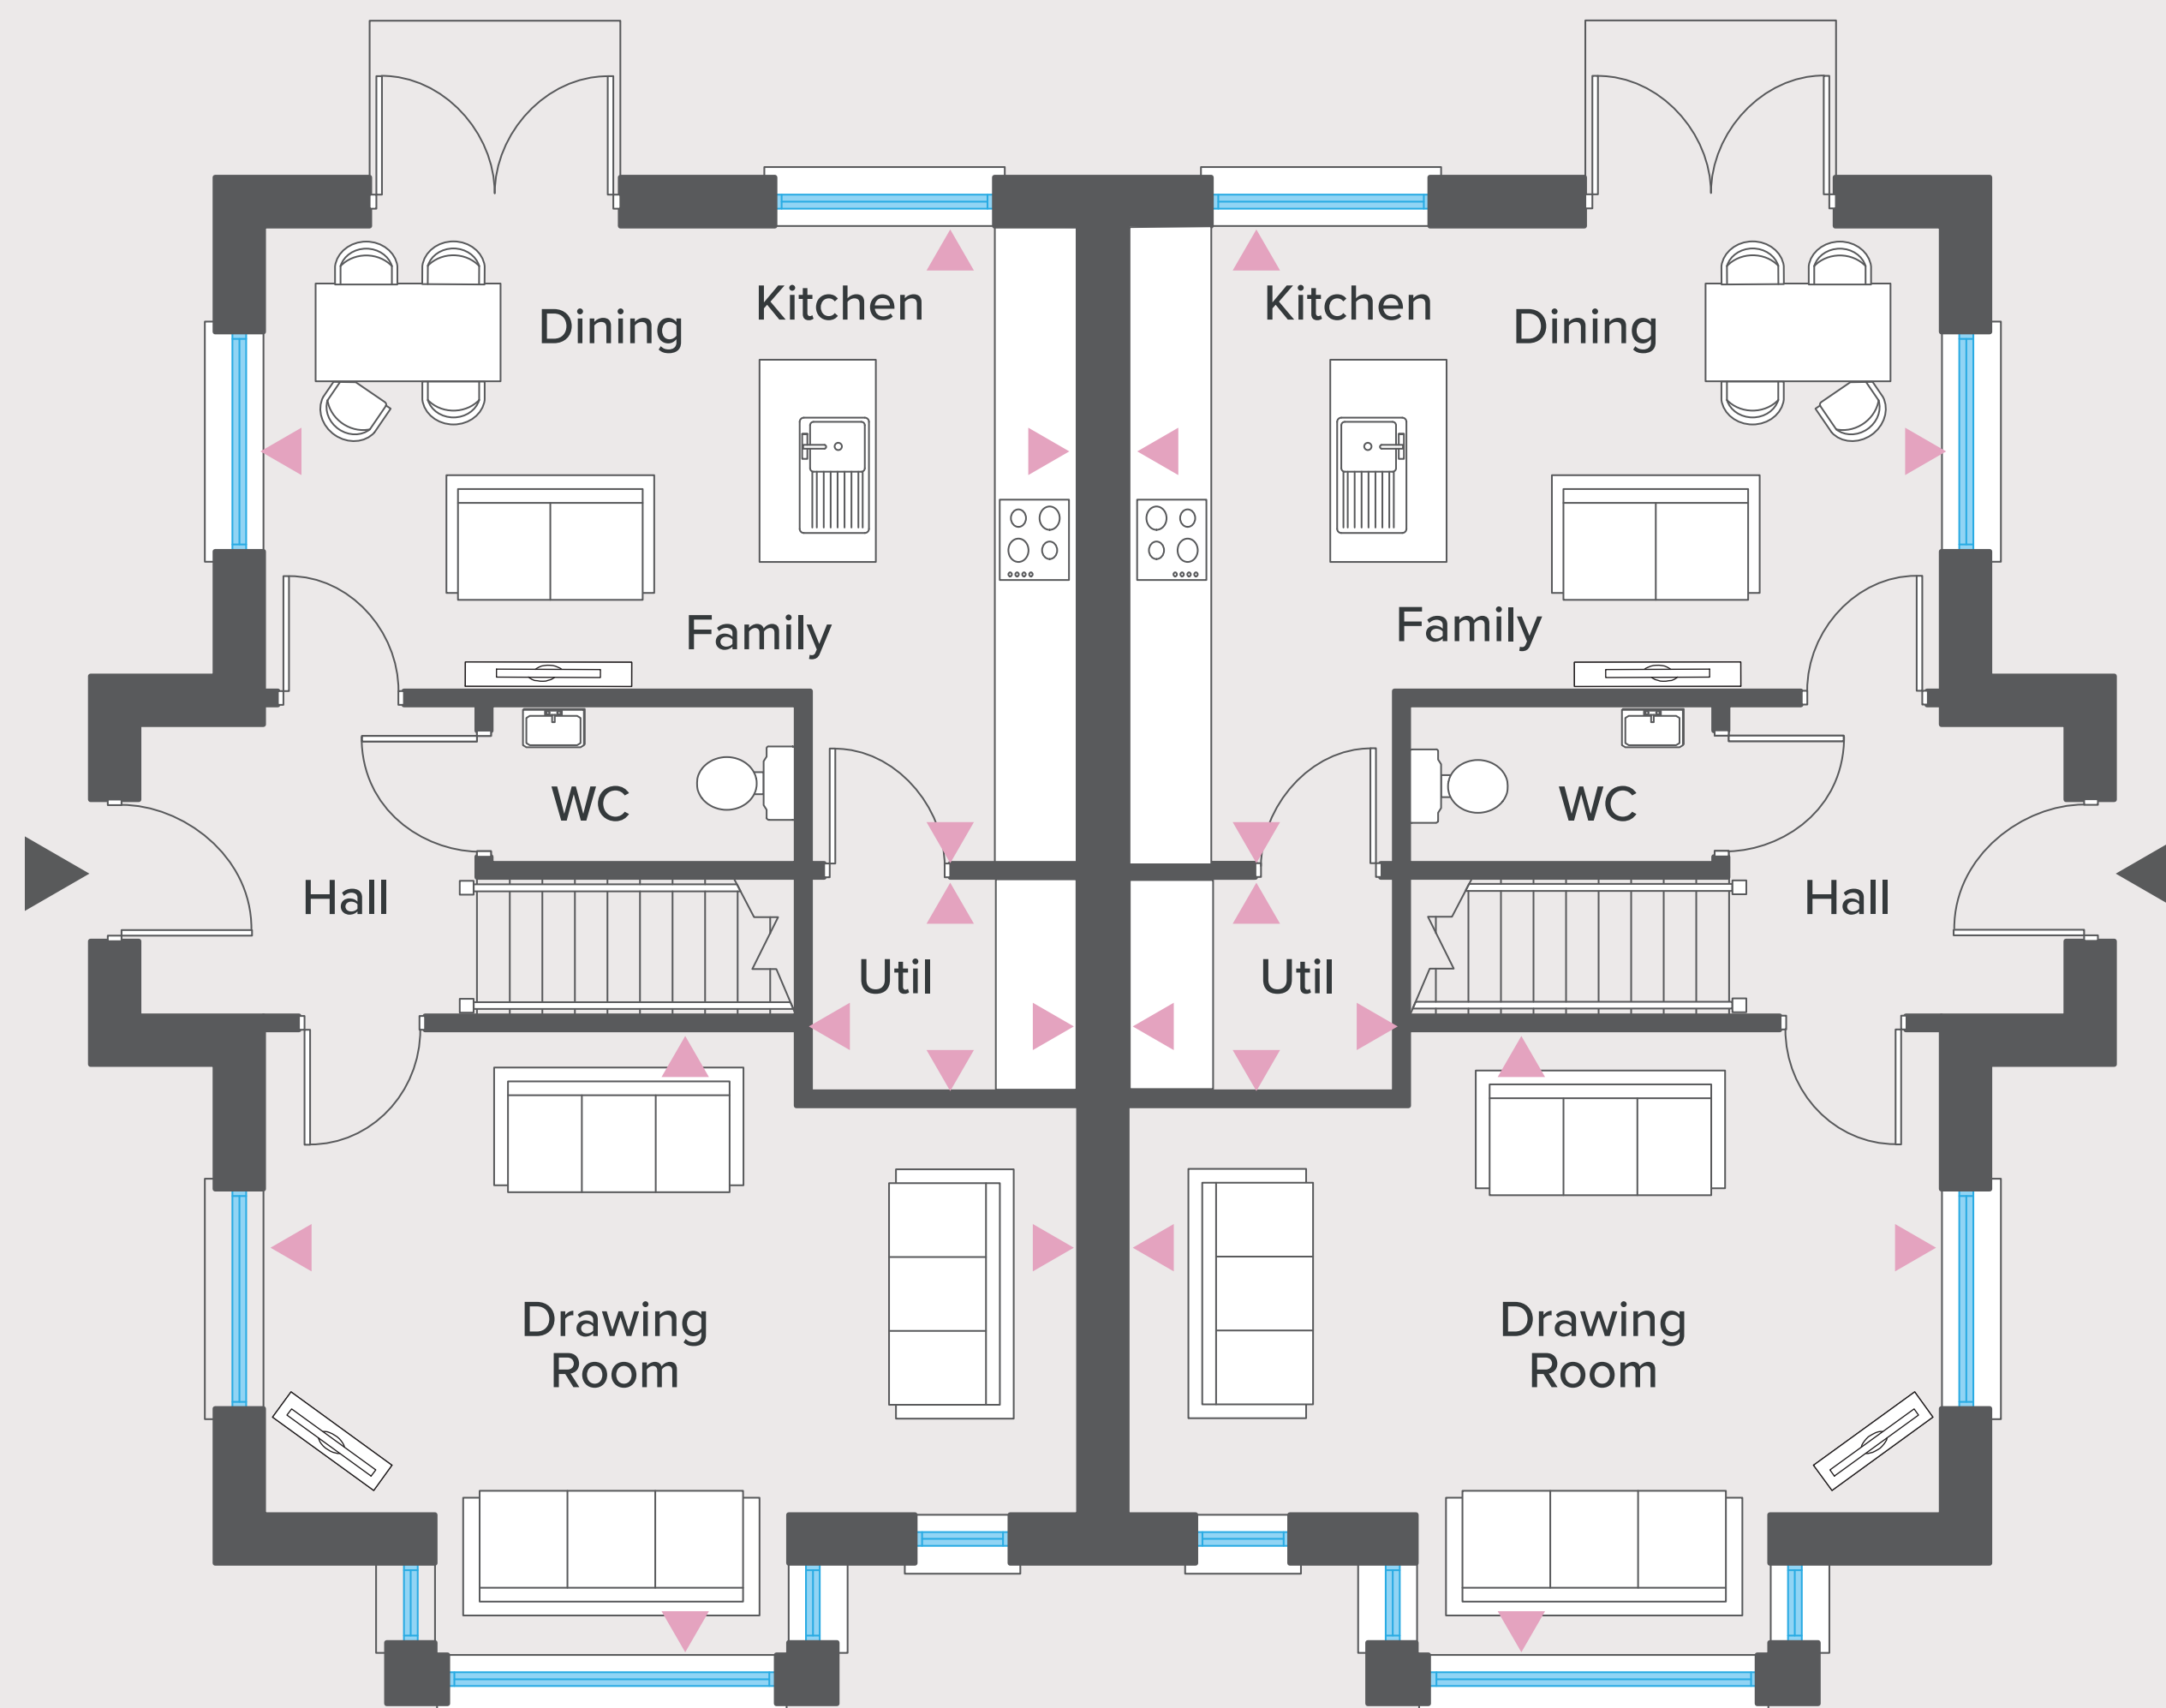 Kitchen
Kitchen
Dining
Dining
Family
Family
WC
WC
Hall
Hall
Util
Util
Drawing
Room
Drawing
Room